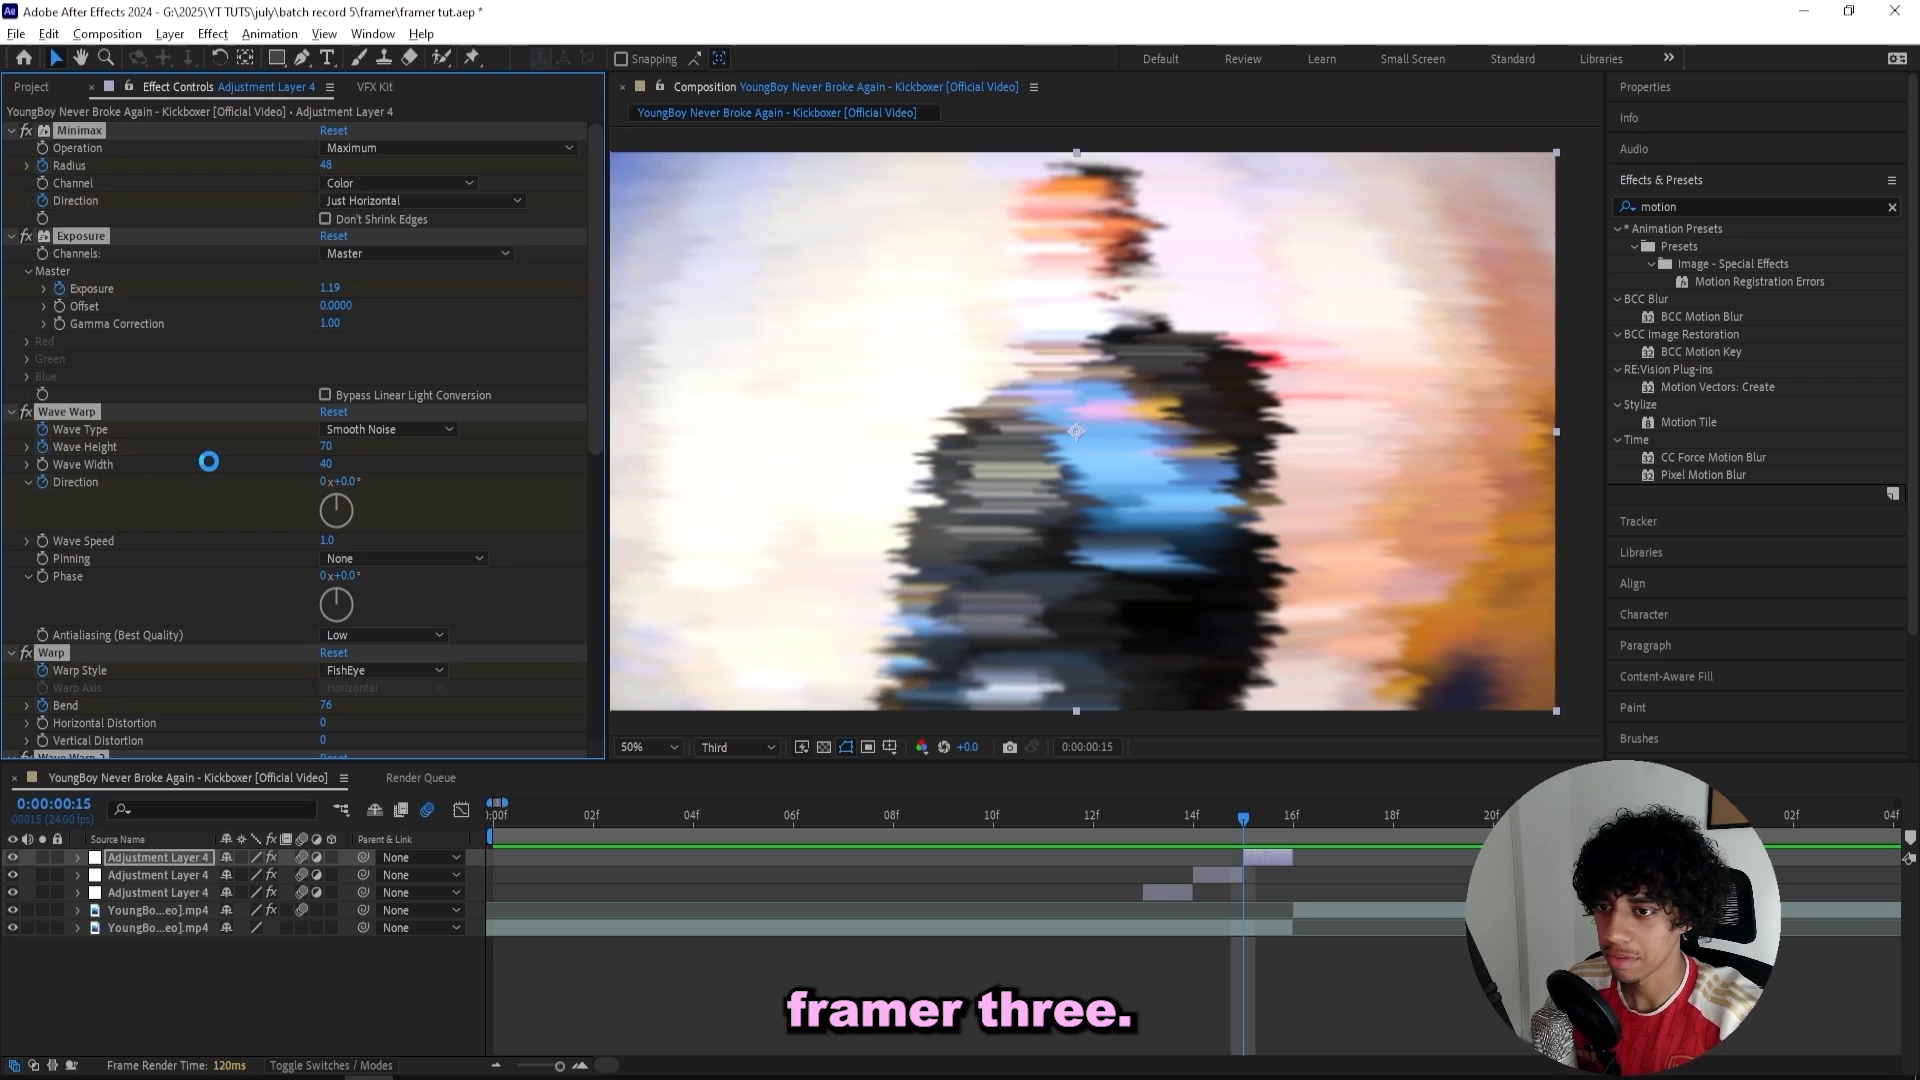 Adobe After Effects 2024 - G:\2025\YT TUTS\july\batch record 5\framer\framer tut.aep *
File Edit Composition Layer Effect Animation View Window Help
Snapping
Default Review Learn Small Screen Standard Libraries
Project Effect Controls Adjustment Layer 4 VFX Kit
YoungBoy Never Broke Again - Kickboxer [Official Video] • Adjustment Layer 4
fx Minimax Reset
Operation Maximum
Radius 48
Channel Color
Direction Just Horizontal
Don't Shrink Edges
fx Exposure Reset
Channels: Master
Master
Exposure 1.19
Offset 0.0000
Gamma Correction 1.00
Red
Green
Blue
Bypass Linear Light Conversion
fx Wave Warp Reset
Wave Type Smooth Noise
Wave Height 70
Wave Width 40
Direction 0x+0.0°
Wave Speed 1.0
Pinning None
Phase 0x+0.0°
Antialiasing (Best Quality) Low
fx Warp Reset
Warp Style FishEye
Warp Axis Horizontal
Bend 76
Horizontal Distortion 0
Vertical Distortion 0
Composition YoungBoy Never Broke Again - Kickboxer [Official Video]
YoungBoy Never Broke Again - Kickboxer [Official Video]
50% Third +0.0 0:00:00:15
Properties
Info
Audio
Effects & Presets
motion
* Animation Presets
Presets
Image - Special Effects
Motion Registration Errors
BCC Blur
BCC Motion Blur
BCC Image Restoration
BCC Motion Key
RE:Vision Plug-ins
Motion Vectors: Create
Stylize
Motion Tile
Time
CC Force Motion Blur
Pixel Motion Blur
Tracker
Libraries
Align
Character
Paragraph
Content-Aware Fill
Paint
Brushes
YoungBoy Never Broke Again - Kickboxer [Official Video] Render Queue
0:00:00:15
00015 (24.00 fps)
:00f 02f 04f 06f 08f 10f 12f 14f 16f 02f 04f
Source Name Parent & Link
Adjustment Layer 4 fx None
Adjustment Layer 4 fx None
Adjustment Layer 4 fx None
YoungBo...eo].mp4 fx None
YoungBo...eo].mp4 None
framer three.
Frame Render Time: 120ms Toggle Switches / Modes